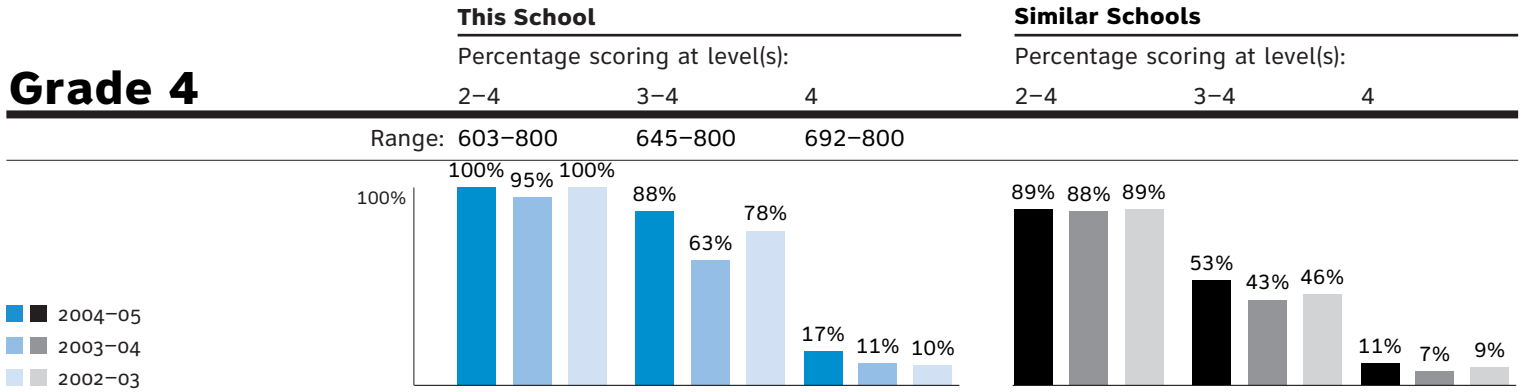 This School Similar Schools
Percentage scoring at level(s): Percentage scoring at level(s):
Grade 4 2–4 3–4 4 2–4 3–4 4
Range: 603–800 645–800 692–800
100% 95% 100% 88% 63% 78% 17% 11% 10% 89% 88% 89% 53% 43% 46% 11% 7% 9%
100%
2004–05
2003–04
2002–03